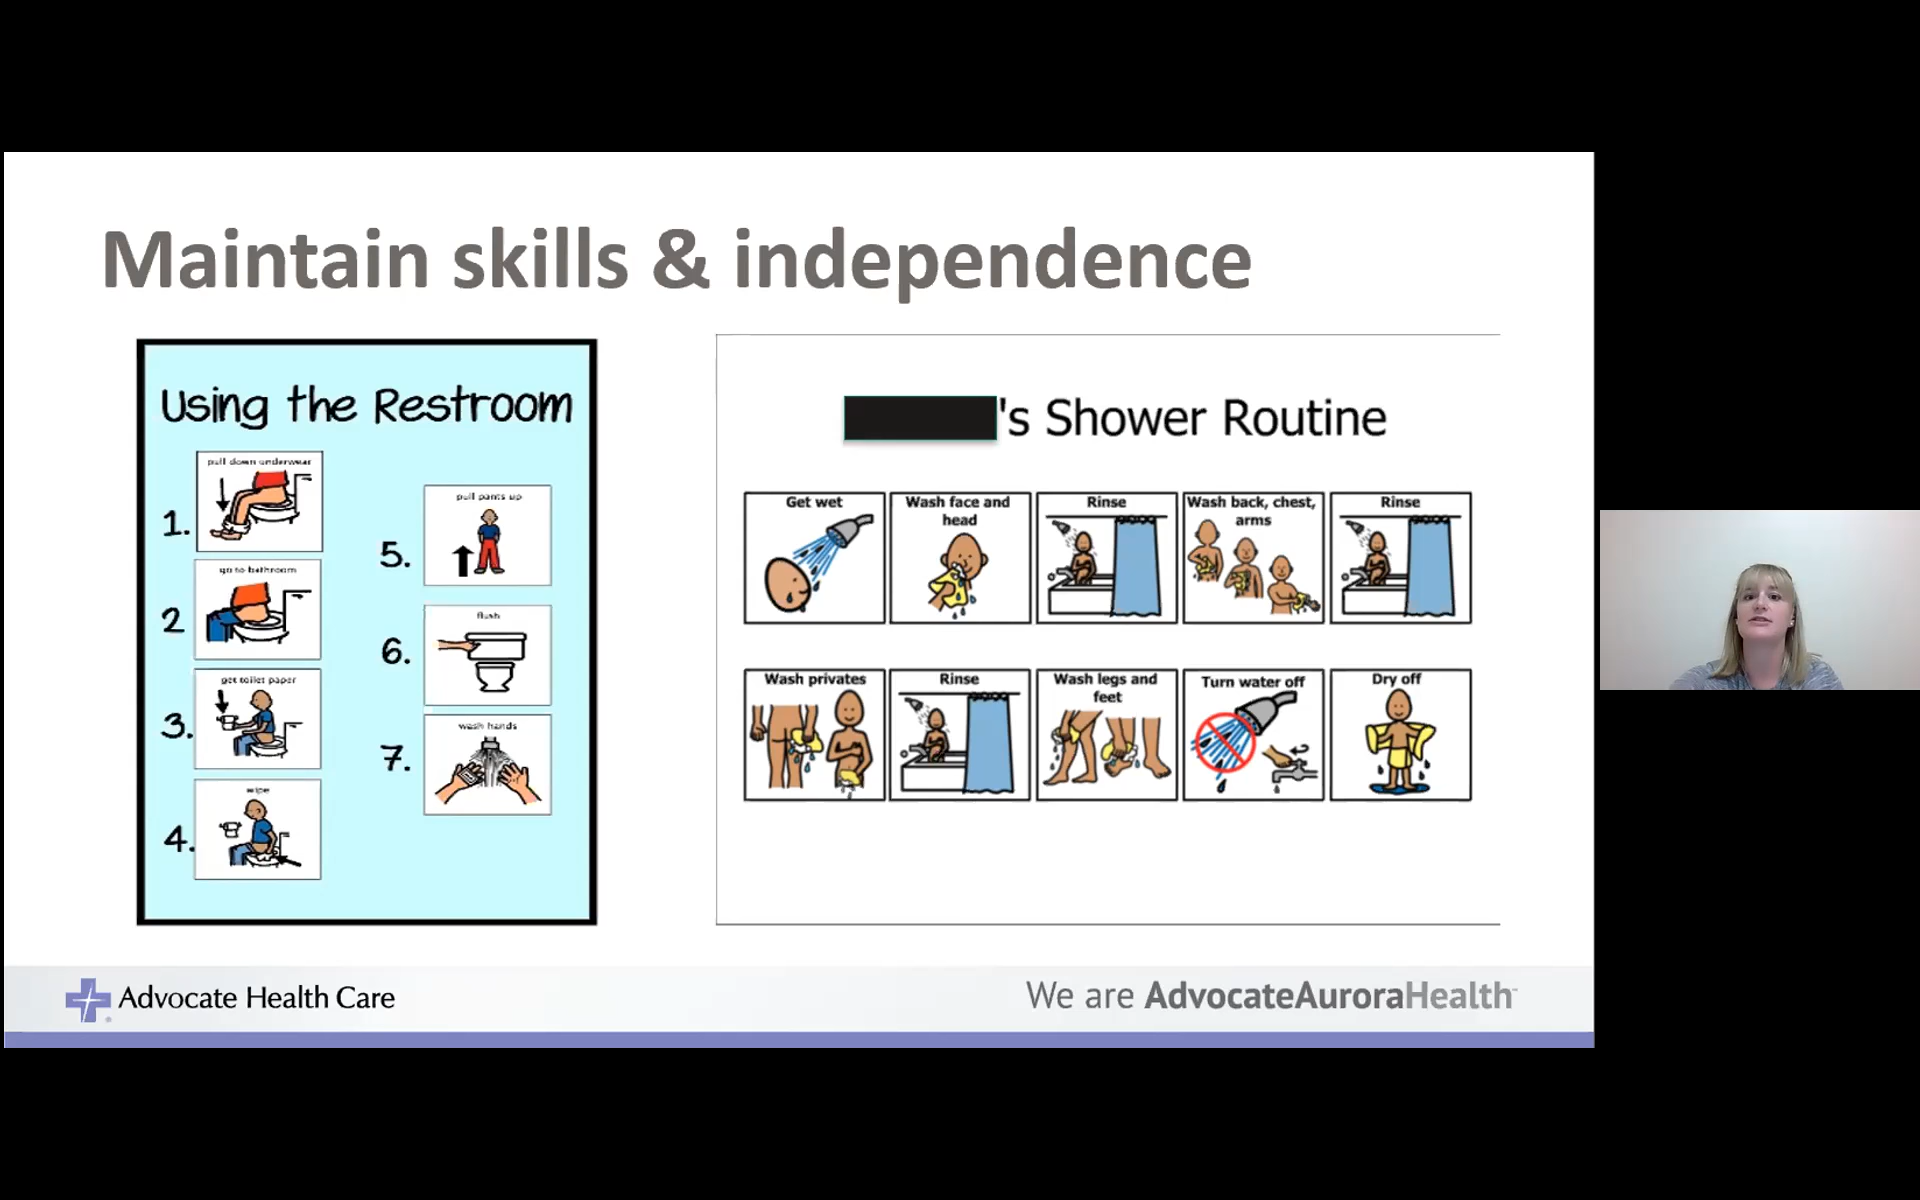 Maintain skills & independence
Using the Restroom
1.
pull down underwear
2
go to bathroom
3.
get toilet paper
4.
wipe
5.
pull pants up
6.
flush
7.
wash hands
's Shower Routine
Get wet
Wash face and
head
Rinse
Wash back, chest,
arms
Rinse
Wash privates
Rinse
Wash legs and
feet
Turn water off
Dry off
Advocate Health Care
We are AdvocateAuroraHealth™